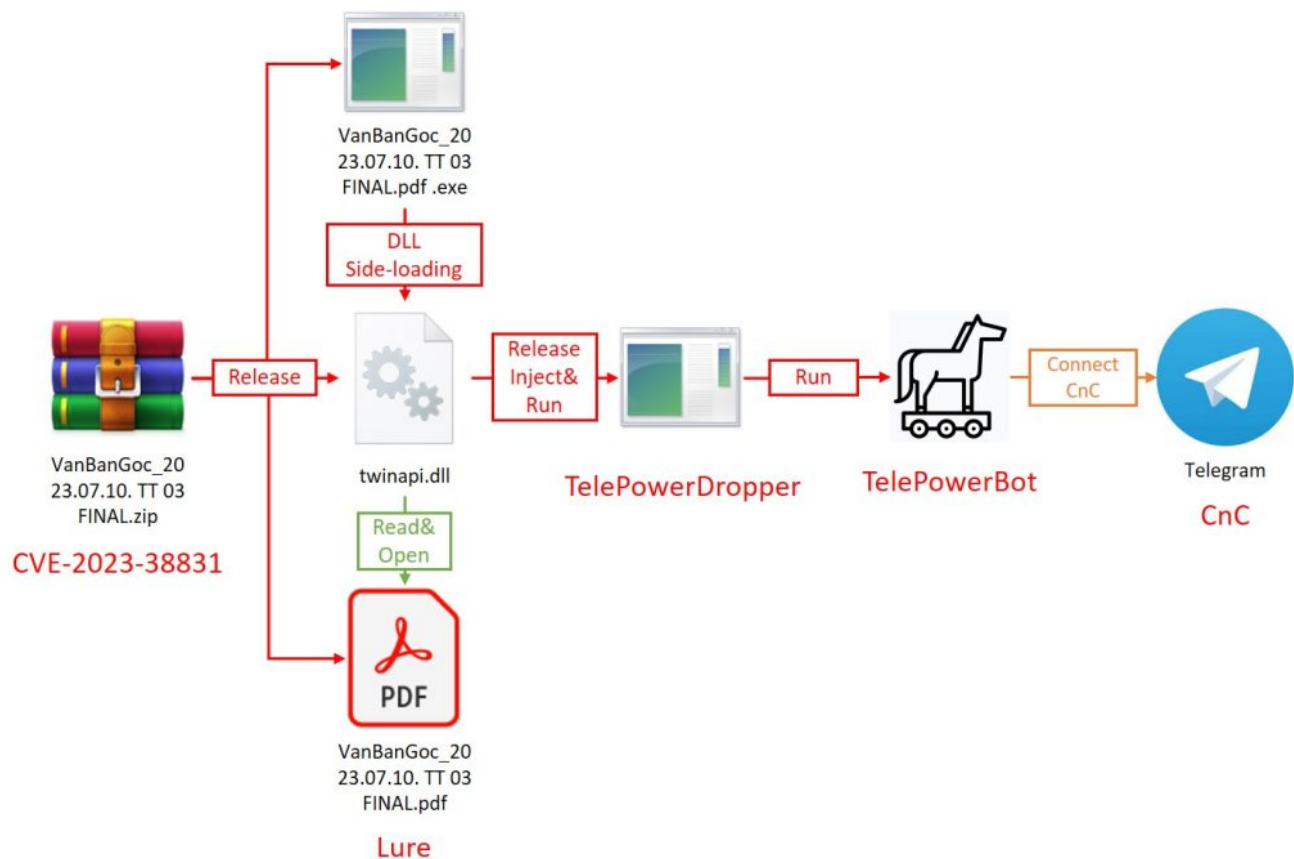 VanBanGoc_20
23.07.10. TT 03
FINAL.pdf .exe
DLL
Side-loading
VanBanGoc_20
23.07.10. TT 03
FINAL.zip
CVE-2023-38831
Release
twinapi.dll
Release
Inject&
Run
TelePowerDropper
Run
TelePowerBot
Connect
CnC
Telegram
CnC
Read&
Open
PDF
VanBanGoc_20
23.07.10. TT 03
FINAL.pdf
Lure